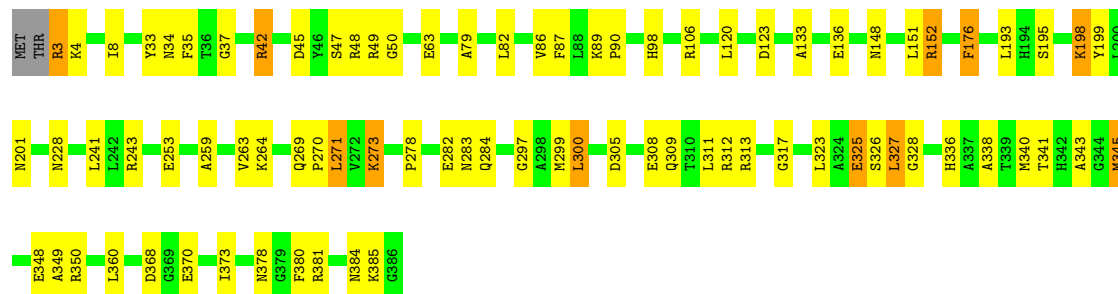 MET THR R3 K4 I8 Y33 N34 F35 T36 G37 R42 D45 Y46 S47 R48 R49 G50 E63 A79 L82 V86 F87 L88 K89 P90 H98 R106 L120 D123 A133 E136 N148 L151 R152 F176 L193 H194 S195 K198 Y199 L200
N201 N228 L241 L242 R243 E253 A259 V263 K264 Q269 P270 L271 V272 K273 P278 E282 N283 Q284 G297 A298 M299 L300 D305 E308 Q309 T310 L311 R312 R313 G317 L323 A324 E325 S326 L327 G328 H336 A337 A338 T339 M340 T341 H342 A343 G344 M345
E348 A349 R350 L360 D368 G369 E370 I373 N378 G379 F380 R381 N384 K385 G386